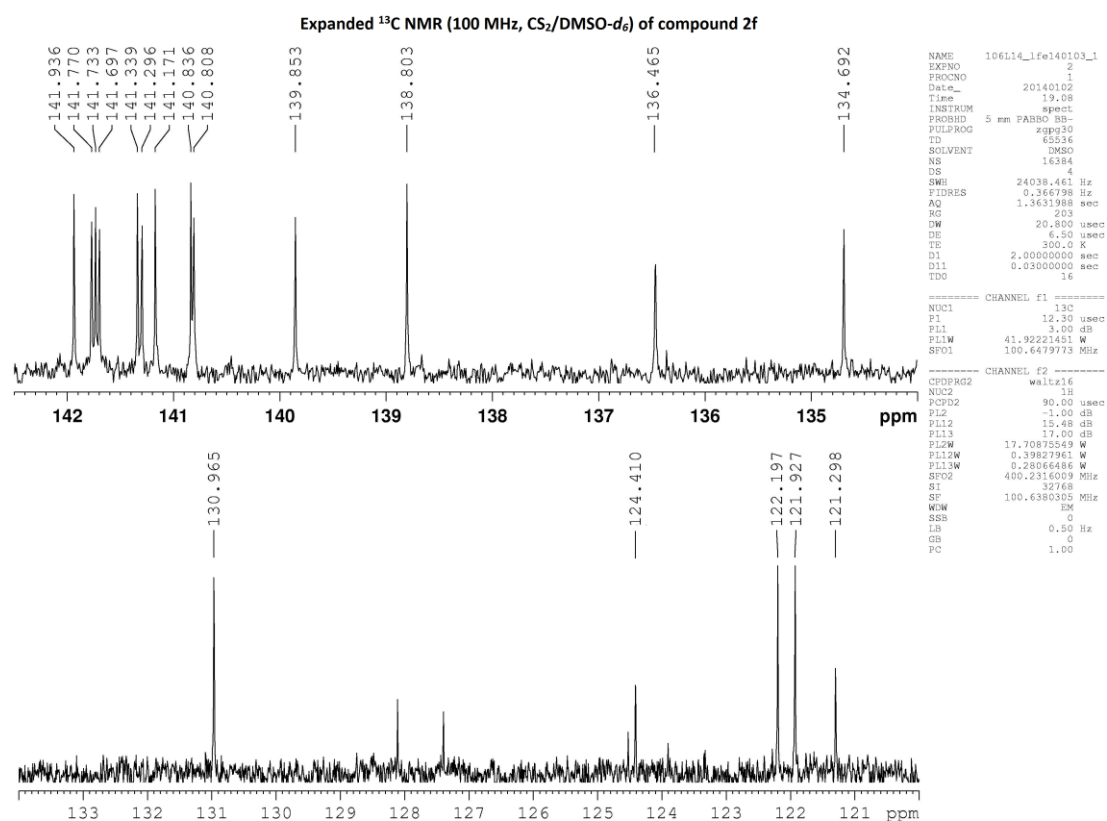 Expanded ¹³C NMR (100 MHz, CS₂/DMSO-d₆) of compound 2f
141.936
141.770
141.733
141.697
141.339
141.296
141.171
140.836
140.808
139.853
138.803
136.465
134.692
142 141 140 139 138 137 136 135 ppm
130.965
124.410
122.197
121.927
121.298
133 132 131 130 129 128 127 126 125 124 123 122 121 ppm
NAME 106L14_lfe140103_1
EXPNO 2
PROCNO 1
Date_ 20140102
Time 19.08
INSTRUM spect
PROBHD 5 mm PABBO BB-
PULPROG zgpg30
TD 65536
SOLVENT DMSO
NS 16384
DS 4
SWH 24038.461 Hz
FIDRES 0.366798 Hz
AQ 1.3631988 sec
RG 203
DW 20.800 usec
DE 6.50 usec
TE 300.0 K
D1 2.00000000 sec
D11 0.03000000 sec
TD0 16
======== CHANNEL f1 ========
NUC1 13C
P1 12.30 usec
PL1 3.00 dB
PL1W 41.92221451 W
SFO1 100.6479773 MHz
======== CHANNEL f2 ========
CPDPRG2 waltz16
NUC2 1H
PCPD2 90.00 usec
PL2 -1.00 dB
PL12 15.48 dB
PL13 17.00 dB
PL2W 17.70875549 W
PL12W 0.39827961 W
PL13W 0.28066486 W
SFO2 400.2316009 MHz
SI 32768
SF 100.6380305 MHz
WDW EM
SSB 0
LB 0.50 Hz
GB 0
PC 1.00